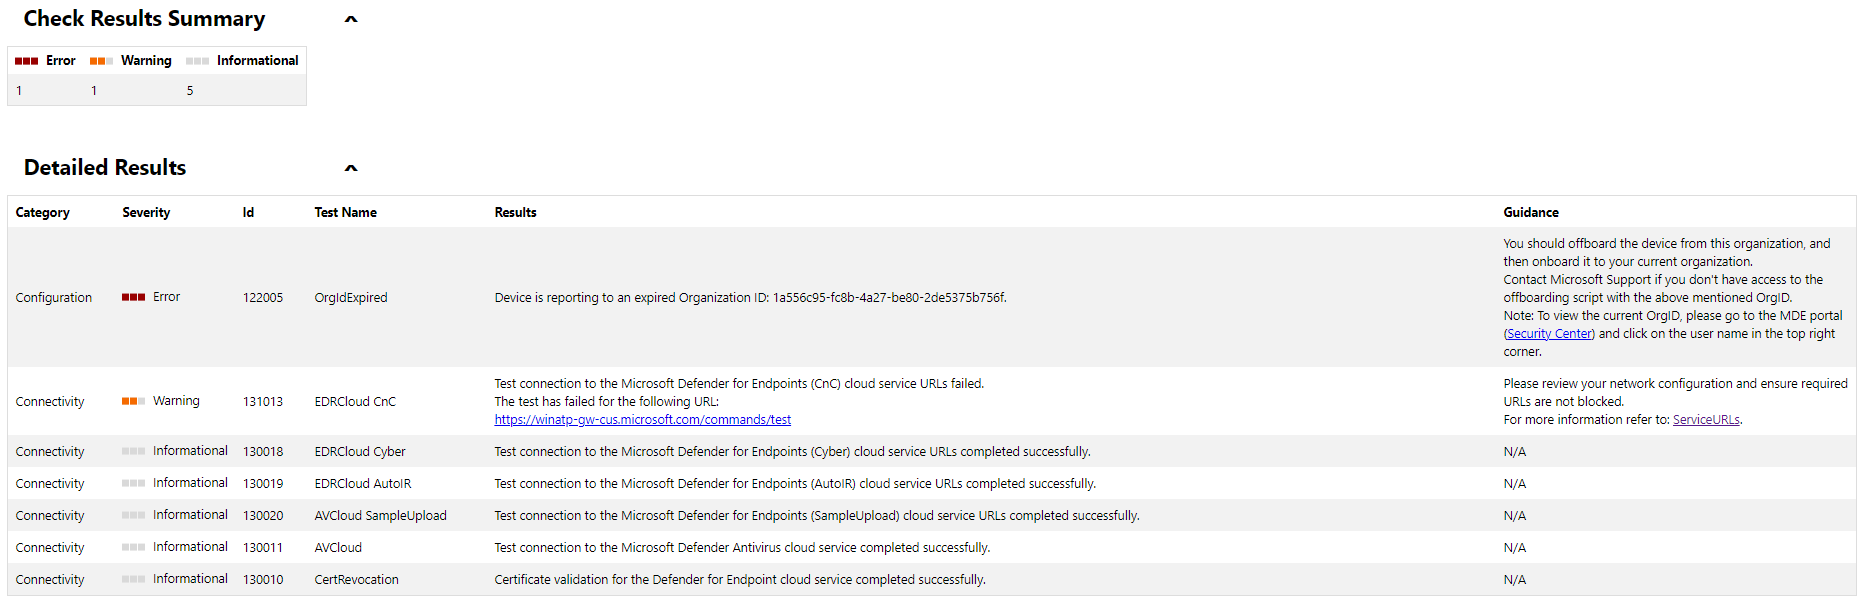 Check Results Summary
Error Warning Informational
1 1 5
Detailed Results
Category Severity Id Test Name Results Guidance
Configuration Error 122005 OrgIdExpired Device is reporting to an expired Organization ID: 1a556c95-fc8b-4a27-be80-2de5375b756f.
You should offboard the device from this organization, and
then onboard it to your current organization.
Contact Microsoft Support if you don't have access to the
offboarding script with the above mentioned OrgID.
Note: To view the current OrgID, please go to the MDE portal
(Security Center) and click on the user name in the top right
corner.
Connectivity Warning 131013 EDRCloud CnC
Test connection to the Microsoft Defender for Endpoints (CnC) cloud service URLs failed.
The test has failed for the following URL:
https://winatp-gw-cus.microsoft.com/commands/test
Please review your network configuration and ensure required
URLs are not blocked.
For more information refer to: ServiceURLs.
Connectivity Informational 130018 EDRCloud Cyber Test connection to the Microsoft Defender for Endpoints (Cyber) cloud service URLs completed successfully. N/A
Connectivity Informational 130019 EDRCloud AutoIR Test connection to the Microsoft Defender for Endpoints (AutoIR) cloud service URLs completed successfully. N/A
Connectivity Informational 130020 AVCloud SampleUpload Test connection to the Microsoft Defender for Endpoints (SampleUpload) cloud service URLs completed successfully. N/A
Connectivity Informational 130011 AVCloud Test connection to the Microsoft Defender Antivirus cloud service completed successfully. N/A
Connectivity Informational 130010 CertRevocation Certificate validation for the Defender for Endpoint cloud service completed successfully. N/A